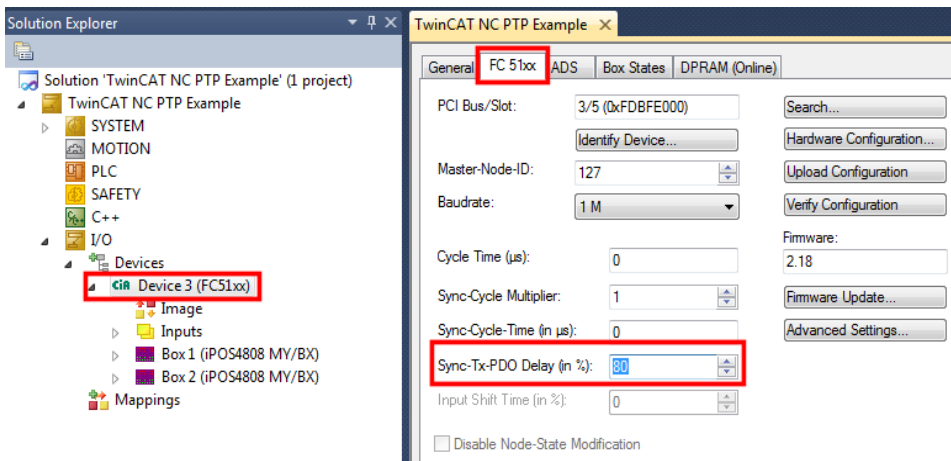 Solution Explorer
Solution 'TwinCAT NC PTP Example' (1 project)
TwinCAT NC PTP Example
SYSTEM
MOTION
PLC
SAFETY
C++
I/O
Devices
CiA Device 3 (FC51xx)
Image
Inputs
Box 1 (iPOS4808 MY/BX)
Box 2 (iPOS4808 MY/BX)
Mappings
TwinCAT NC PTP Example
General FC 51xx ADS Box States DPRAM (Online)
PCI Bus/Slot: 3/5 (0xFDBFE000) Search...
Identify Device... Hardware Configuration...
Master-Node-ID: 127 Upload Configuration
Baudrate: 1 M Verify Configuration
Firmware:
Cycle Time (µs): 0 2.18
Sync-Cycle Multiplier: 1 Firmware Update...
Sync-Cycle-Time (in µs): 0 Advanced Settings...
Sync-Tx-PDO Delay (in %): 80
Input Shift Time (in %): 0
Disable Node-State Modification